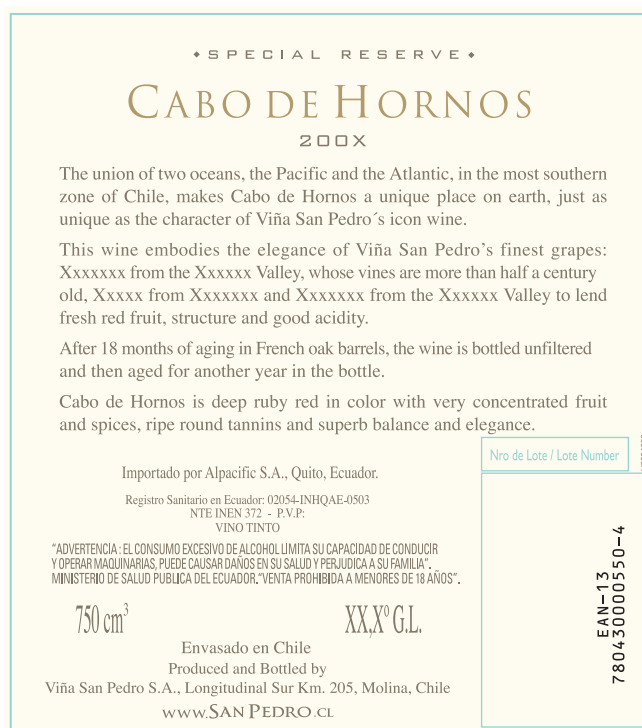 SPECIAL RESERVE
CABO DE HORNOS
200X
The union of two oceans, the Pacific and the Atlantic, in the most southern
zone of Chile, makes Cabo de Hornos a unique place on earth, just as
unique as the character of Viña San Pedro´s icon wine.
This wine embodies the elegance of Viña San Pedro's finest grapes:
Xxxxxxx from the Xxxxxx Valley, whose vines are more than half a century
old, Xxxxx from Xxxxxxx and Xxxxxxx from the Xxxxxx Valley to lend
fresh red fruit, structure and good acidity.
After 18 months of aging in French oak barrels, the wine is bottled unfiltered
and then aged for another year in the bottle.
Cabo de Hornos is deep ruby red in color with very concentrated fruit
and spices, ripe round tannins and superb balance and elegance.
Nro de Lote / Lote Number
Importado por Alpacific S.A., Quito, Ecuador.
Registro Sanitario en Ecuador: 02054-INHQAE-0503
NTE INEN 372 - P.V.P:
VINO TINTO
"ADVERTENCIA : EL CONSUMO EXCESIVO DE ALCOHOL LIMITA SU CAPACIDAD DE CONDUCIR
Y OPERAR MAQUINARIAS, PUEDE CAUSAR DAÑOS EN SU SALUD Y PERJUDICA A SU FAMILIA".
MINISTERIO DE SALUD PUBLICA DEL ECUADOR. "VENTA PROHIBIDA A MENORES DE 18 AÑOS".
750 cm³ XX,Xº G.L.
Envasado en Chile
Produced and Bottled by
Viña San Pedro S.A., Longitudinal Sur Km. 205, Molina, Chile
WWW.SAN PEDRO.CL
EAN-13
780430000550-4